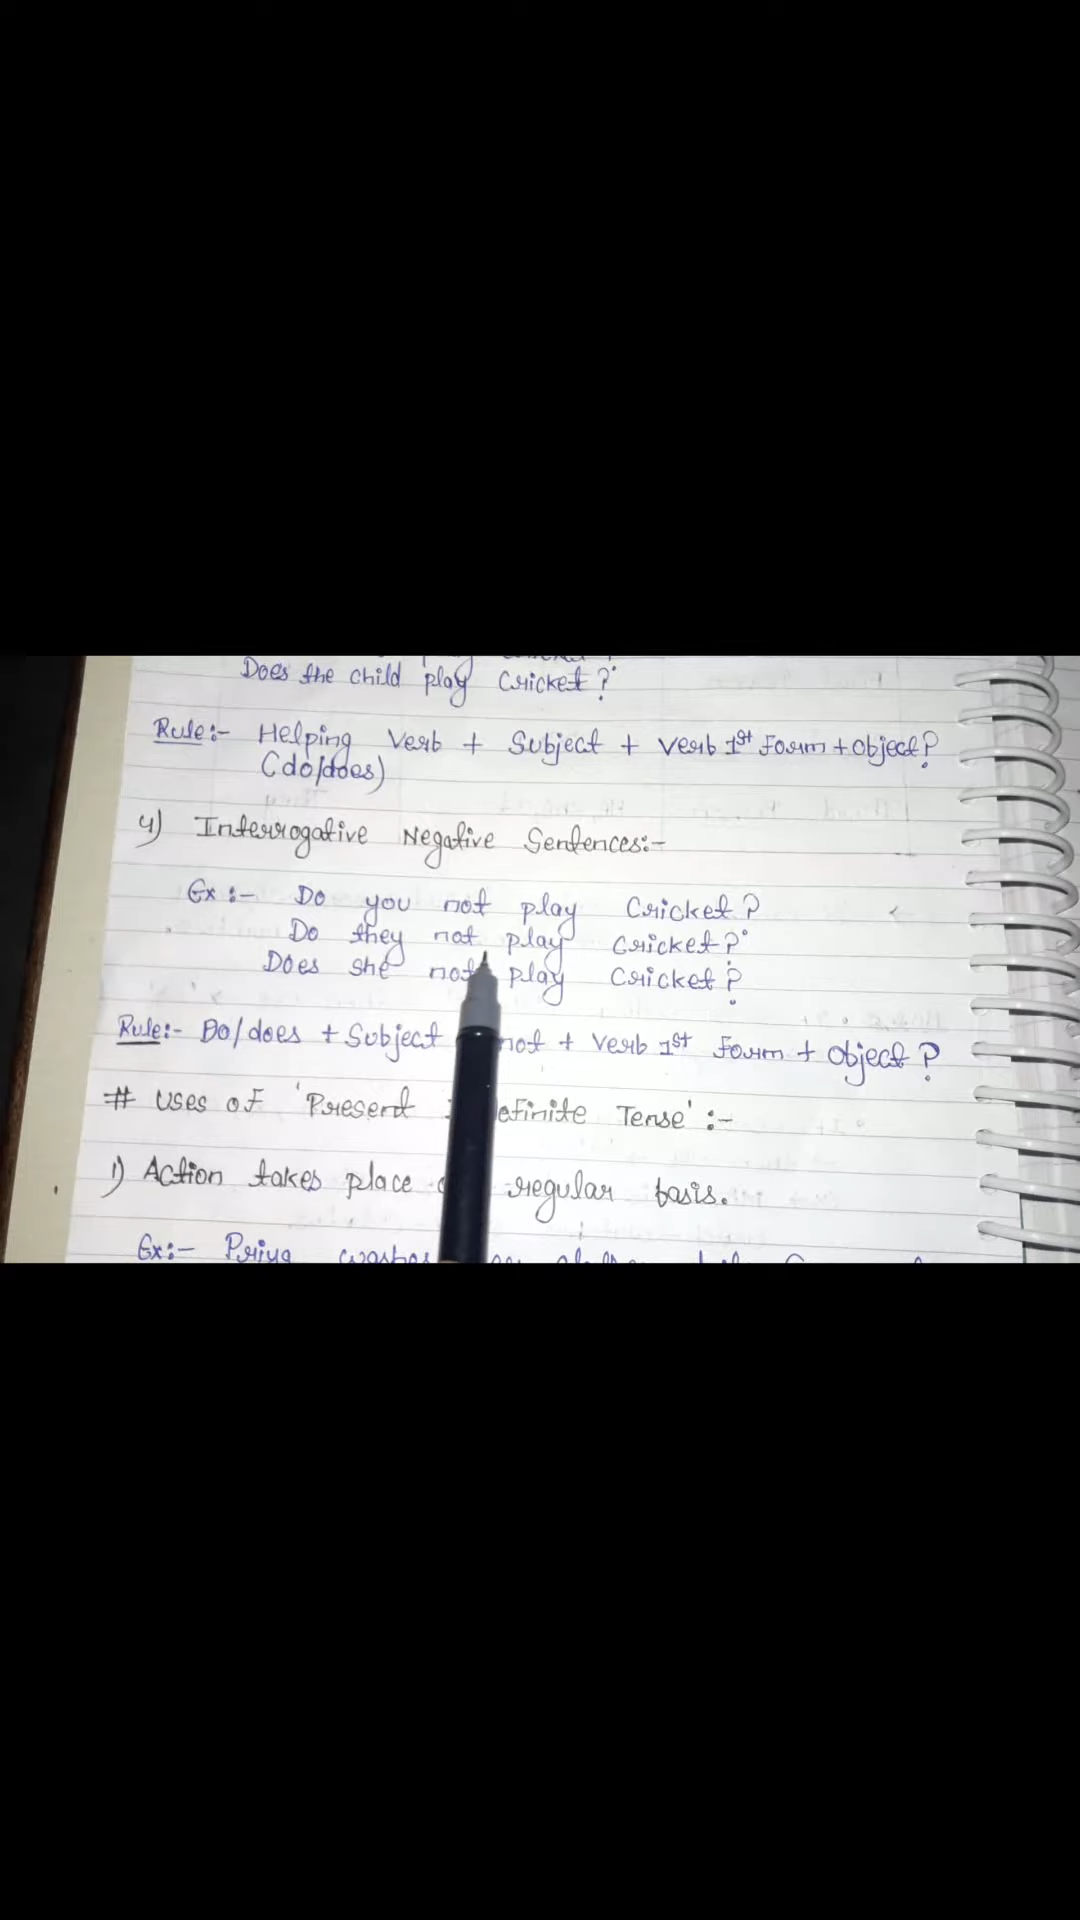 Does the child play Cricket?
Rule:- Helping Verb + Subject + Verb 1st Form + Object?
(do/does)
4) Interrogative Negative Sentences:-
Ex:- Do you not play Cricket?
Do they not play Cricket?
Does she not play Cricket?
Rule:- Do/does + Subject not + Verb 1st Form + Object?
# Uses of 'Present efinite Tense' :-
1) Action takes place regular basis.
Ex:- Priya washes